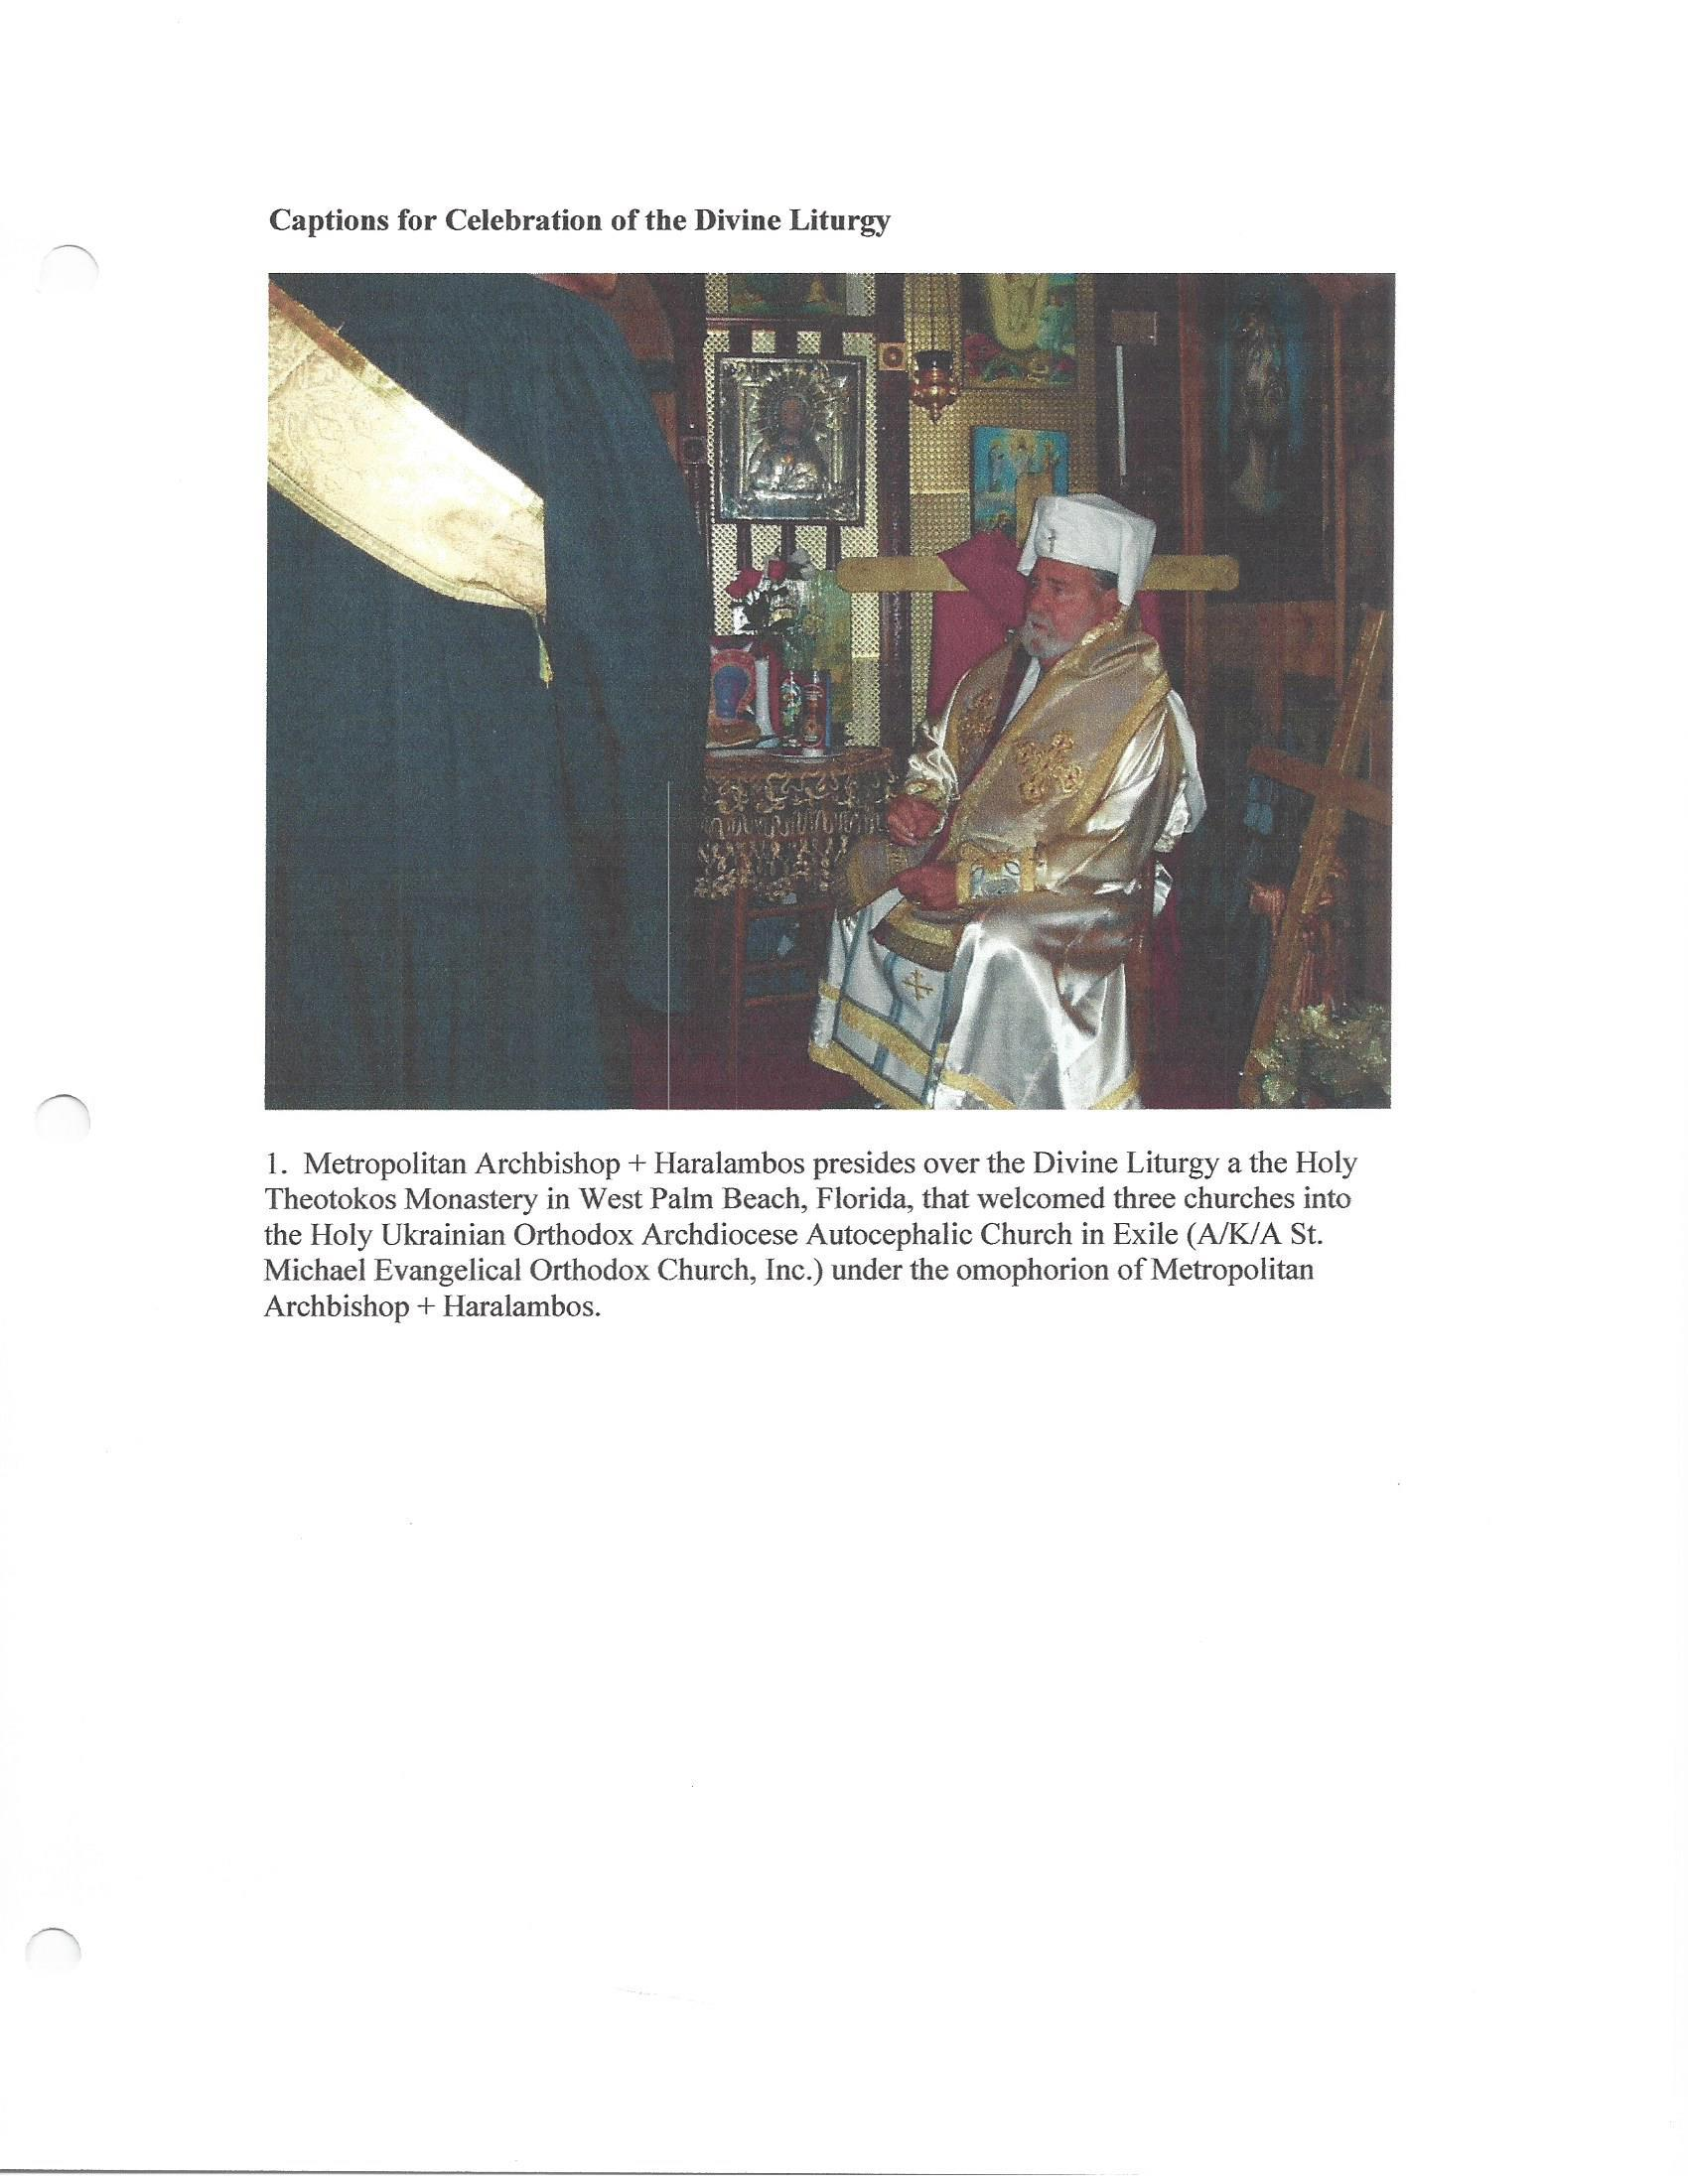 Captions for Celebration of the Divine Liturgy
1. Metropolitan Archbishop + Haralambos presides over the Divine Liturgy a the Holy
Theotokos Monastery in West Palm Beach, Florida, that welcomed three churches into
the Holy Ukrainian Orthodox Archdiocese Autocephalic Church in Exile (A/K/A St.
Michael Evangelical Orthodox Church, Inc.) under the omophorion of Metropolitan
Archbishop + Haralambos.